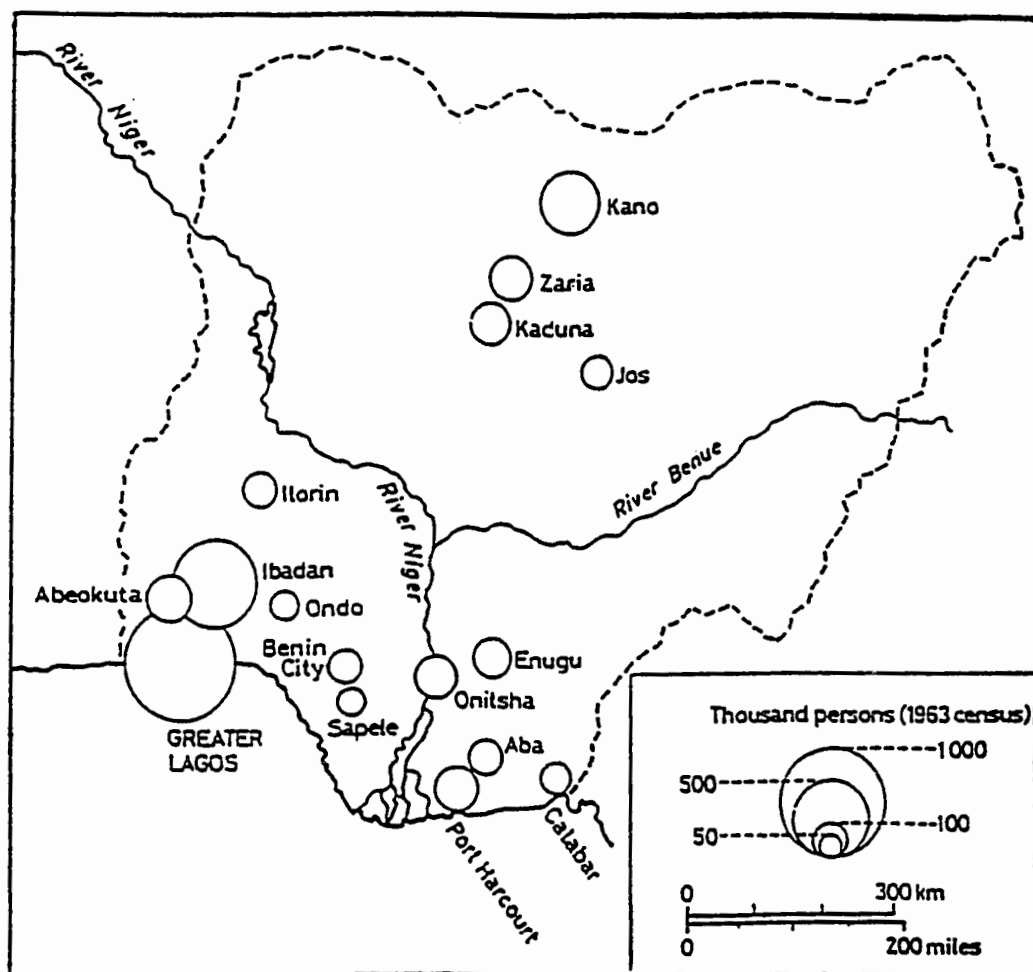 River Niger
Kano
Zaria
Kaduna
Jos
River Benue
Ilorin
River Niger
Ibadan
Abeokuta
Ondo
Benin
City
Enugu
Onitsha
Sapele
GREATER
LAGOS
Aba
Port Harcourt
Calabar
Thousand persons (1963 census)
1000
500
100
50
0 300 km
0 200 miles